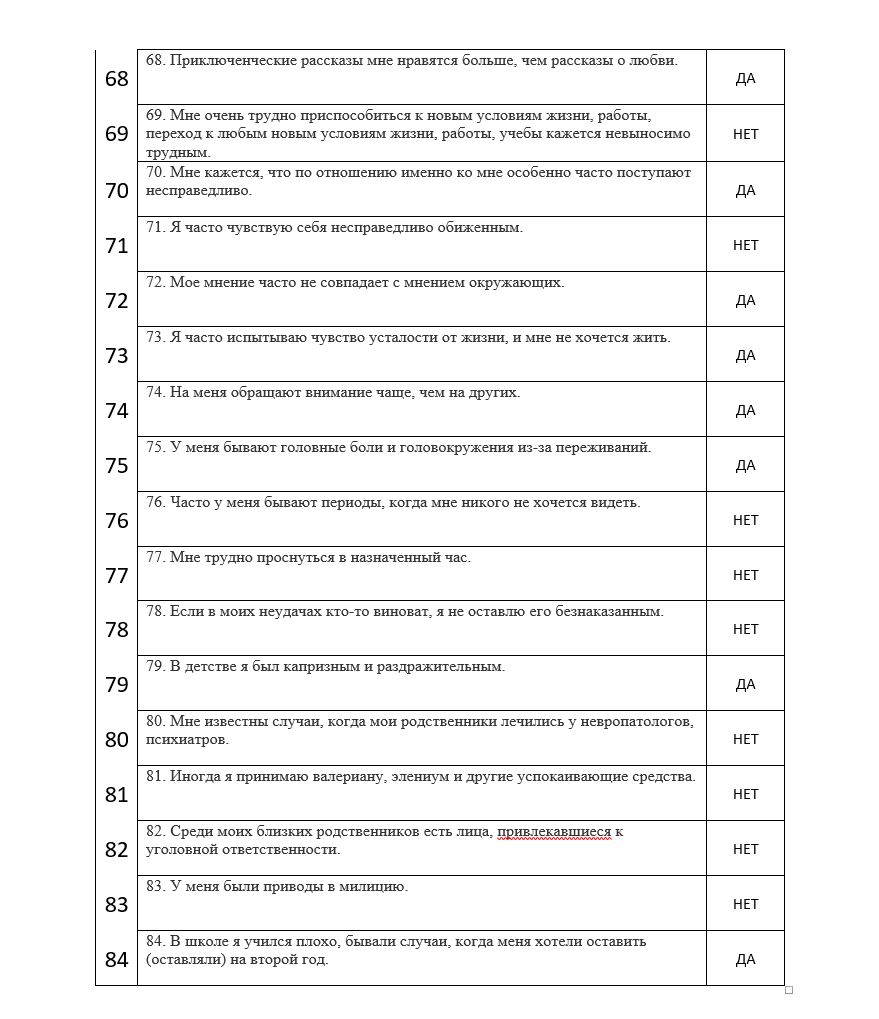 68
68. Приключенческие рассказы мне нравятся больше, чем рассказы о любви.
ДА
69
69. Мне очень трудно приспособиться к новым условиям жизни, работы,
переход к любым новым условиям жизни, работы, учебы кажется невыносимо
трудным.
НЕТ
70
70. Мне кажется, что по отношению именно ко мне особенно часто поступают
несправедливо.
ДА
71
71. Я часто чувствую себя несправедливо обиженным.
НЕТ
72
72. Мое мнение часто не совпадает с мнением окружающих.
ДА
73
73. Я часто испытываю чувство усталости от жизни, и мне не хочется жить.
ДА
74
74. На меня обращают внимание чаще, чем на других.
ДА
75
75. У меня бывают головные боли и головокружения из-за переживаний.
ДА
76
76. Часто у меня бывают периоды, когда мне никого не хочется видеть.
НЕТ
77
77. Мне трудно проснуться в назначенный час.
НЕТ
78
78. Если в моих неудачах кто-то виноват, я не оставлю его безнаказанным.
НЕТ
79
79. В детстве я был капризным и раздражительным.
ДА
80
80. Мне известны случаи, когда мои родственники лечились у невропатологов,
психиатров.
НЕТ
81
81. Иногда я принимаю валериану, элениум и другие успокаивающие средства.
НЕТ
82
82. Среди моих близких родственников есть лица, привлекавшиеся к
уголовной ответственности.
НЕТ
83
83. У меня были приводы в милицию.
НЕТ
84
84. В школе я учился плохо, бывали случаи, когда меня хотели оставить
(оставляли) на второй год.
ДА